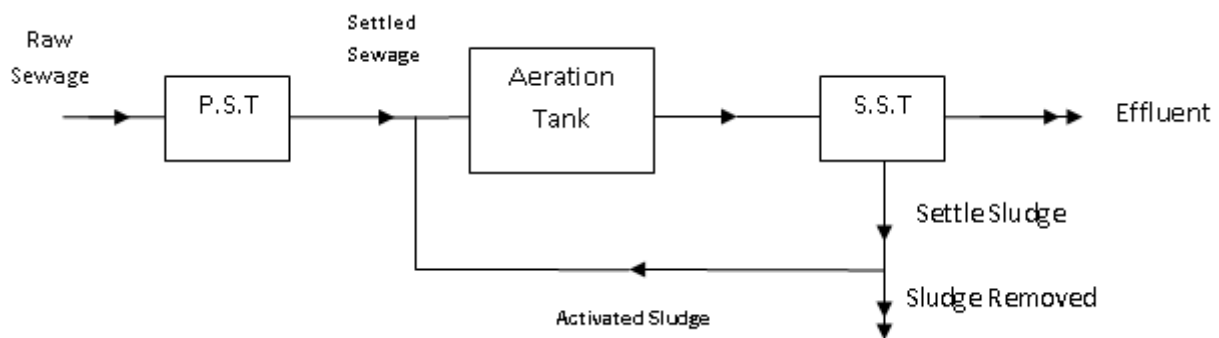 Raw
Sewage
P.S.T
Settled
Sewage
Aeration
Tank
S.S.T
Effluent
Settle Sludge
Activated Sludge
Sludge Removed